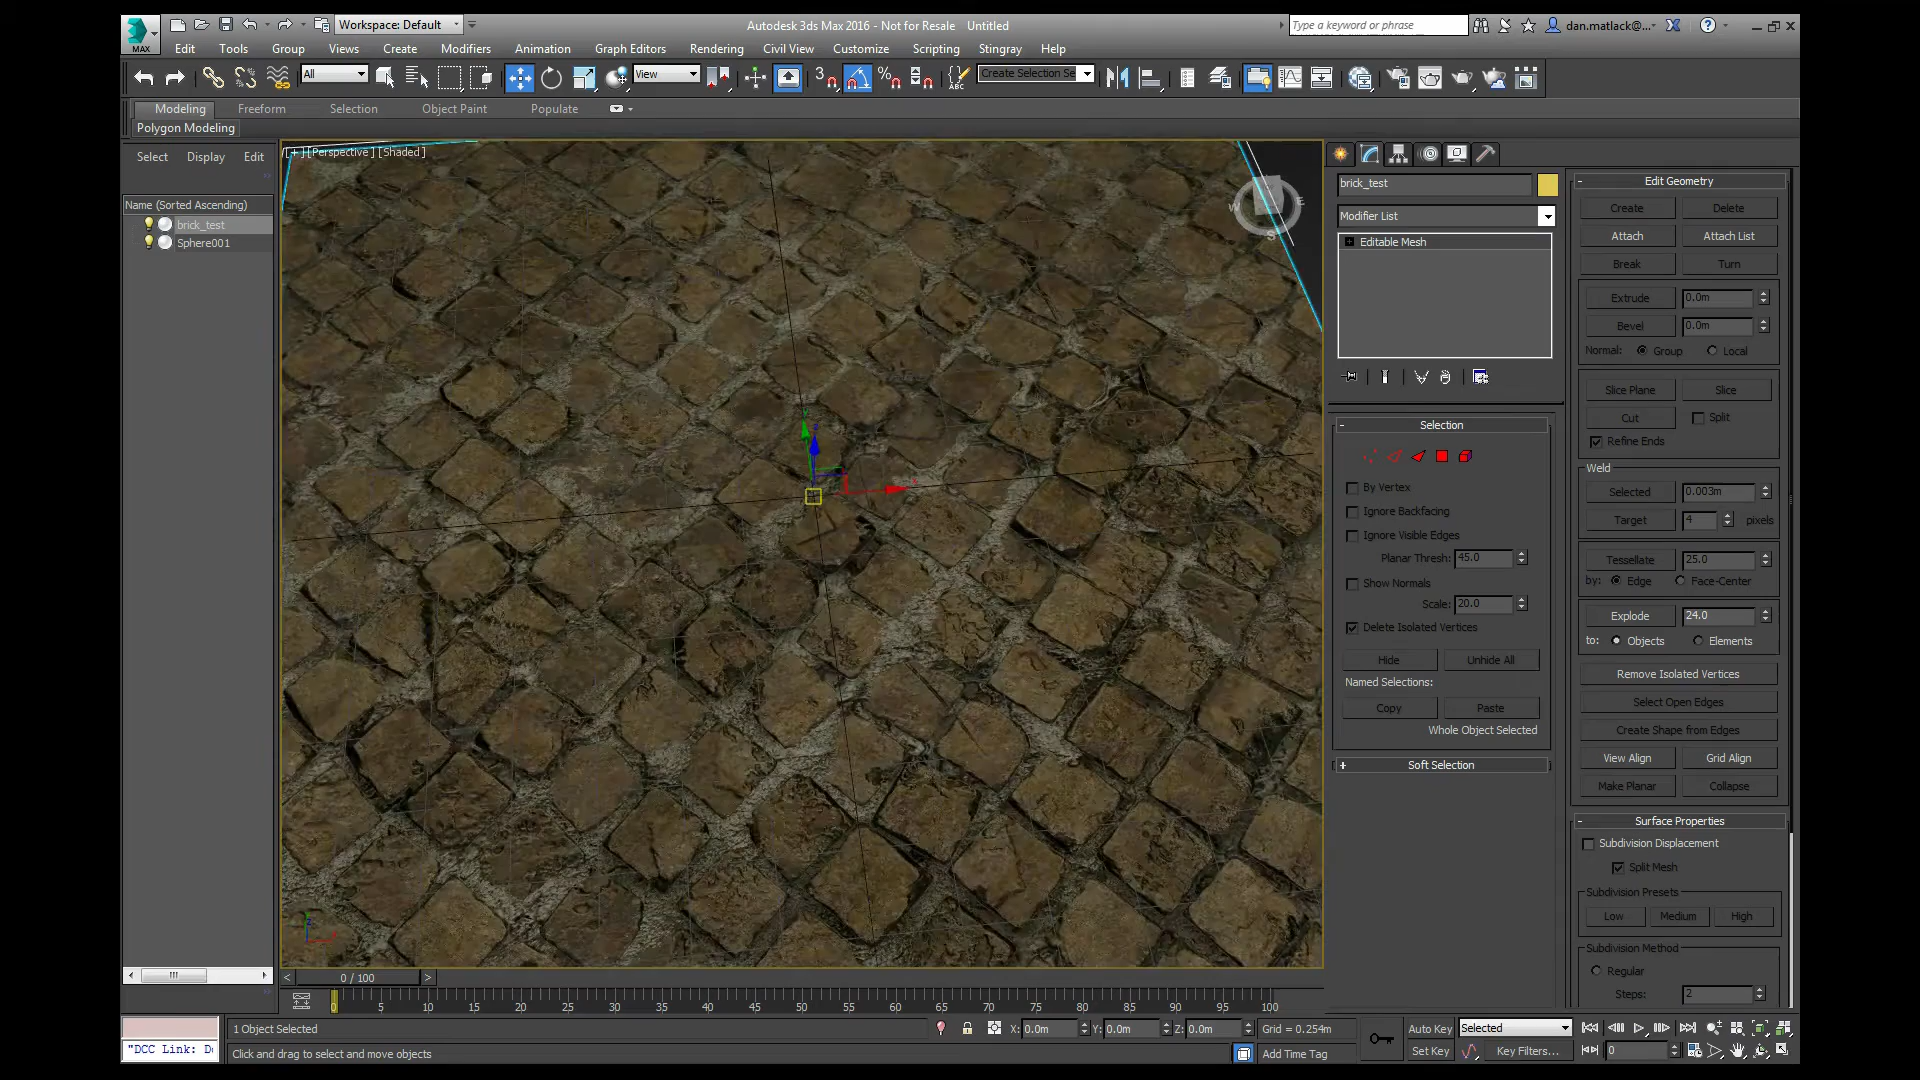 Workspace: Default
Autodesk 3ds Max 2016 - Not for Resale Untitled
Type a keyword or phrase
dan.matlack@...
MAX
Edit Tools Group Views Create Modifiers Animation Graph Editors Rendering Civil View Customize Scripting Stingray Help
All
View
3
%
ABC
Create Selection Se
Modeling Freeform Selection Object Paint Populate
Polygon Modeling
Select Display Edit
Name (Sorted Ascending)
brick_test
Sphere001
[+][Perspective][Shaded]
W
E
S
brick_test
Modifier List
Editable Mesh
Selection
By Vertex
Ignore Backfacing
Ignore Visible Edges
Planar Thresh: 45.0
Show Normals
Scale: 20.0
Delete Isolated Vertices
Hide Unhide All
Named Selections:
Copy Paste
Whole Object Selected
+ Soft Selection
- Edit Geometry
Create Delete
Attach Attach List
Break Turn
Extrude 0.0m
Bevel 0.0m
Normal: Group Local
Slice Plane Slice
Cut Split
Refine Ends
Weld
Selected 0.003m
Target 4 pixels
Tessellate 25.0
by: Edge Face-Center
Explode 24.0
to: Objects Elements
Remove Isolated Vertices
Select Open Edges
Create Shape from Edges
View Align Grid Align
Make Planar Collapse
- Surface Properties
Subdivision Displacement
Split Mesh
Subdivision Presets
Low Medium High
Subdivision Method
Regular
Steps: 2
< 0 / 100 >
0 5 10 15 20 25 30 35 40 45 50 55 60 65 70 75 80 85 90 95 100
1 Object Selected
X: 0.0m Y: 0.0m Z: 0.0m Grid = 0.254m
Auto Key Selected
"DCC Link: D
Click and drag to select and move objects
Add Time Tag
Set Key Key Filters...
0